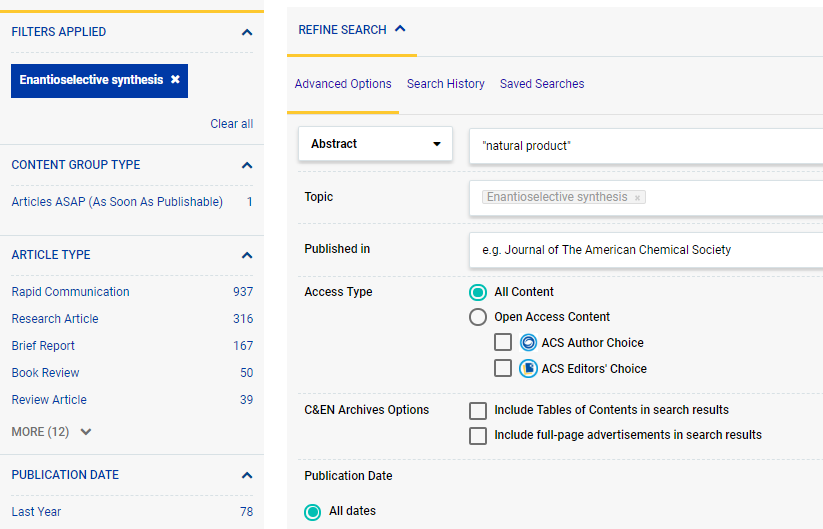 FILTERS APPLIED
Enantioselective synthesis ×
Clear all
CONTENT GROUP TYPE
Articles ASAP (As Soon As Publishable) 1
ARTICLE TYPE
Rapid Communication 937
Research Article 316
Brief Report 167
Book Review 50
Review Article 39
MORE (12)
PUBLICATION DATE
Last Year 78
REFINE SEARCH
Advanced Options Search History Saved Searches
Abstract "natural product"
Topic Enantioselective synthesis ×
Published in e.g. Journal of The American Chemical Society
Access Type All Content
Open Access Content
ACS Author Choice
ACS Editors' Choice
C&EN Archives Options Include Tables of Contents in search results
Include full-page advertisements in search results
Publication Date
All dates